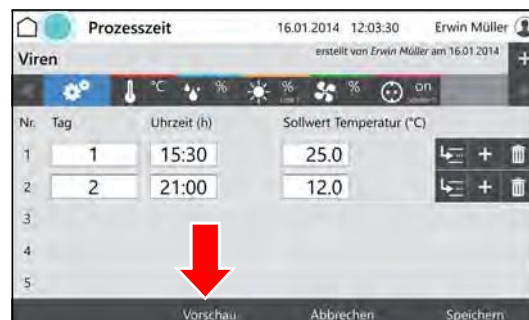 Prozesszeit 16.01.2014 12:03:30 Erwin Müller
Viren erstellt von Erwin Müller am 16.01.2014 +
°C % % % on
Nr. Tag Uhrzeit (h) Sollwert Temperatur (°C)
1 1 15:30 25.0 +
2 2 21:00 12.0 +
3
4
5
Vorschau Abbrechen Speichern